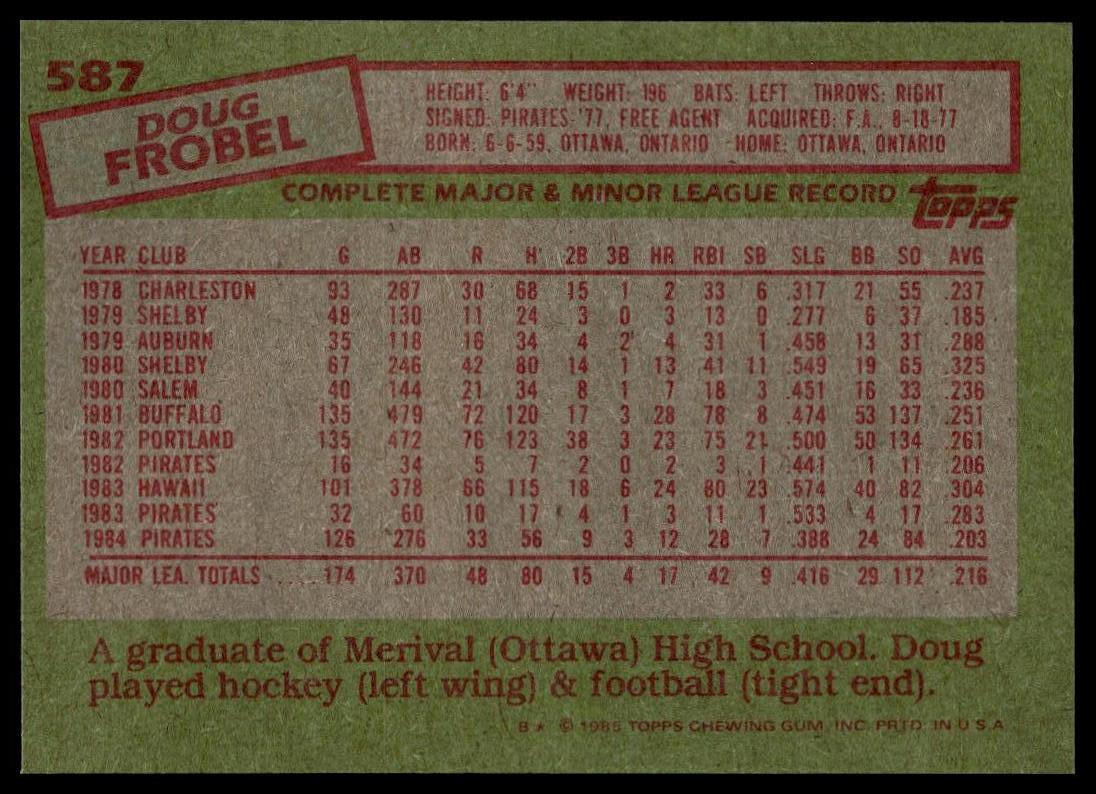 587
DOUG
FROBEL
HEIGHT: 6'4" WEIGHT: 196 BATS: LEFT THROWS: RIGHT
SIGNED: PIRATES-'77, FREE AGENT ACQUIRED: F.A., 8-18-77
BORN: 6-6-59, OTTAWA, ONTARIO HOME: OTTAWA, ONTARIO
COMPLETE MAJOR & MINOR LEAGUE RECORD
TOPPS
YEAR CLUB G AB R H 2B 3B HR RBI SB SLG BB SO AVG
1978 CHARLESTON 93 287 30 68 15 1 2 33 6 .317 21 55 .237
1979 SHELBY 48 130 11 24 3 0 3 13 0 .277 6 37 .185
1979 AUBURN 35 118 16 34 4 2 4 31 1 .458 13 31 .288
1980 SHELBY 67 246 42 80 14 1 13 41 11 .549 19 65 .325
1980 SALEM 40 144 21 34 8 1 7 18 3 .451 16 33 .236
1981 BUFFALO 135 479 72 120 17 3 28 78 8 .474 53 137 .251
1982 PORTLAND 135 472 76 123 38 3 23 75 21 .500 50 134 .261
1982 PIRATES 16 34 5 7 2 0 2 3 1 .441 1 11 .206
1983 HAWAII 101 378 66 115 18 6 24 80 23 .574 40 82 .304
1983 PIRATES 32 60 10 17 4 1 3 11 1 .533 4 17 .283
1984 PIRATES 126 276 33 56 9 3 12 28 7 .388 24 84 .203
MAJOR LEA. TOTALS ..... 174 370 48 80 15 4 17 42 9 .416 29 112 .216
A graduate of Merival (Ottawa) High School. Doug
played hockey (left wing) & football (tight end).
B ★ © 1985 TOPPS CHEWING GUM, INC. PRTD. IN U.S.A.